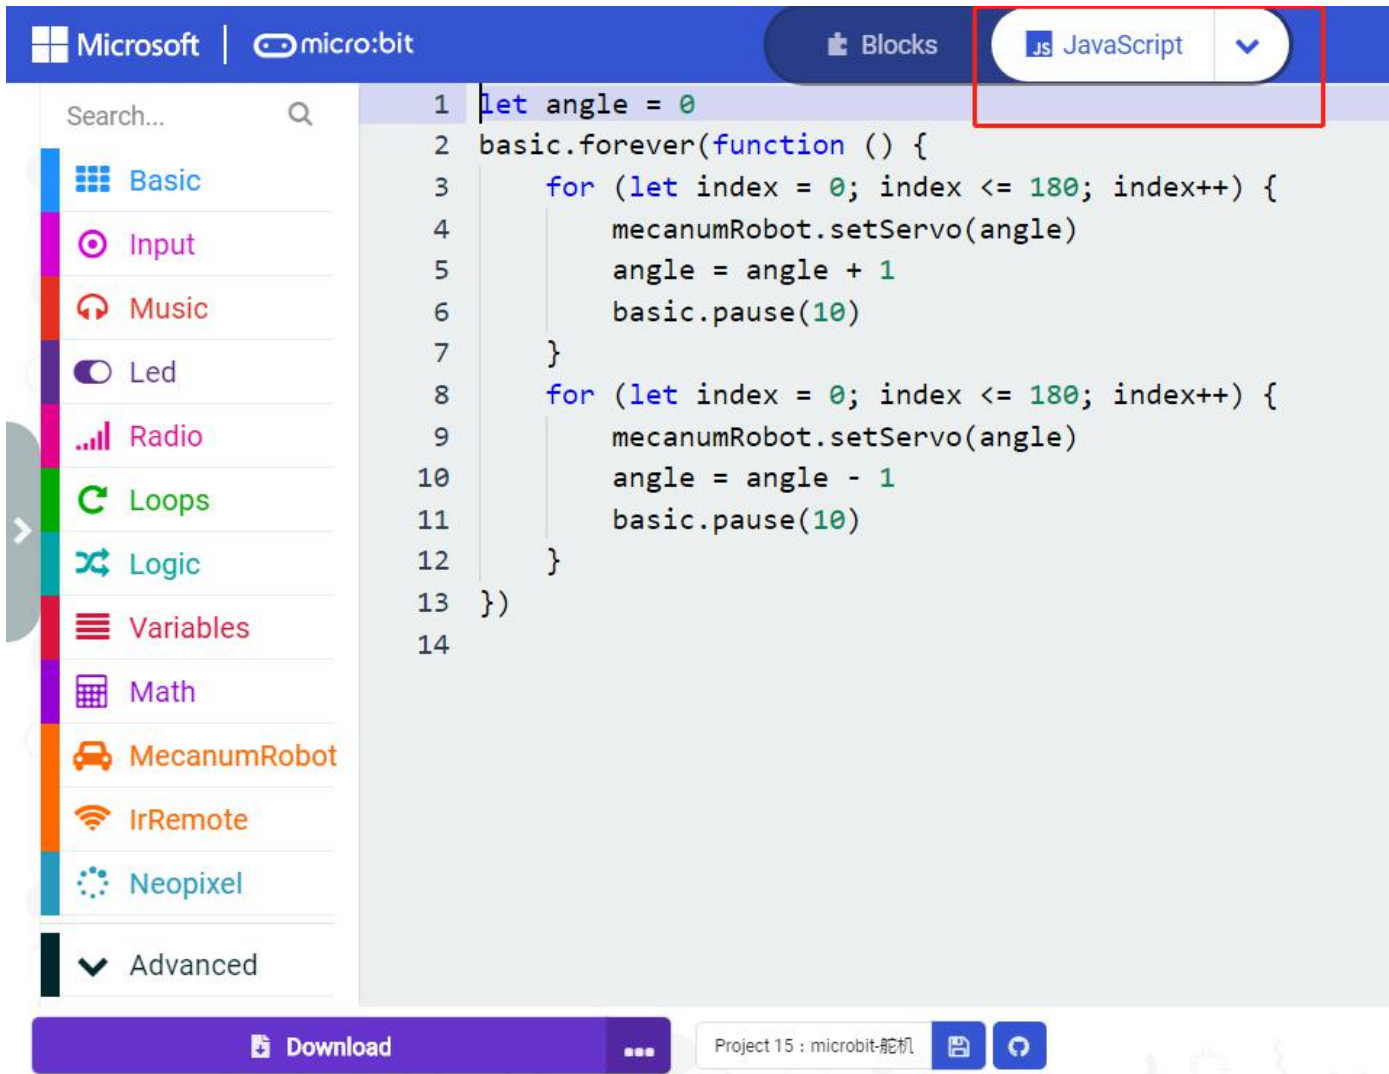 Microsoft | micro:bit
Blocks
JS JavaScript
Search...
Basic
Input
Music
Led
Radio
Loops
Logic
Variables
Math
MecanumRobot
IrRemote
Neopixel
Advanced
1 let angle = 0
2 basic.forever(function () {
3 for (let index = 0; index <= 180; index++) {
4 mecanumRobot.setServo(angle)
5 angle = angle + 1
6 basic.pause(10)
7 }
8 for (let index = 0; index <= 180; index++) {
9 mecanumRobot.setServo(angle)
10 angle = angle - 1
11 basic.pause(10)
12 }
13 })
14
Download
Project 15：microbit-舵机